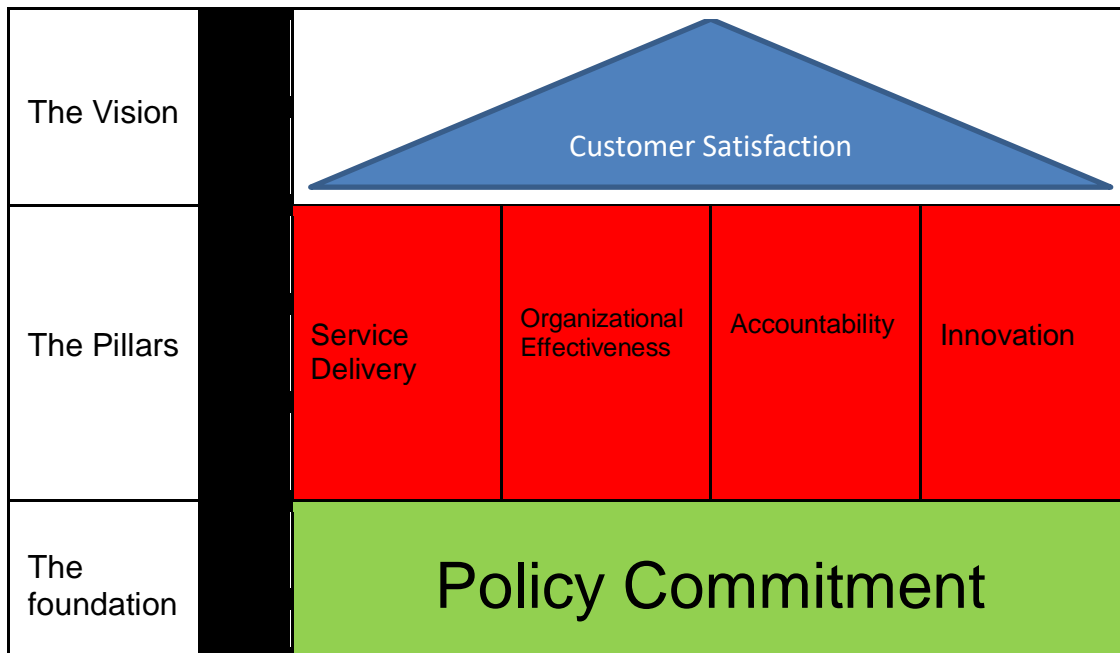 The Vision
Customer Satisfaction
The Pillars
Service
Delivery
Organizational
Effectiveness
Accountability
Innovation
The
foundation
Policy Commitment